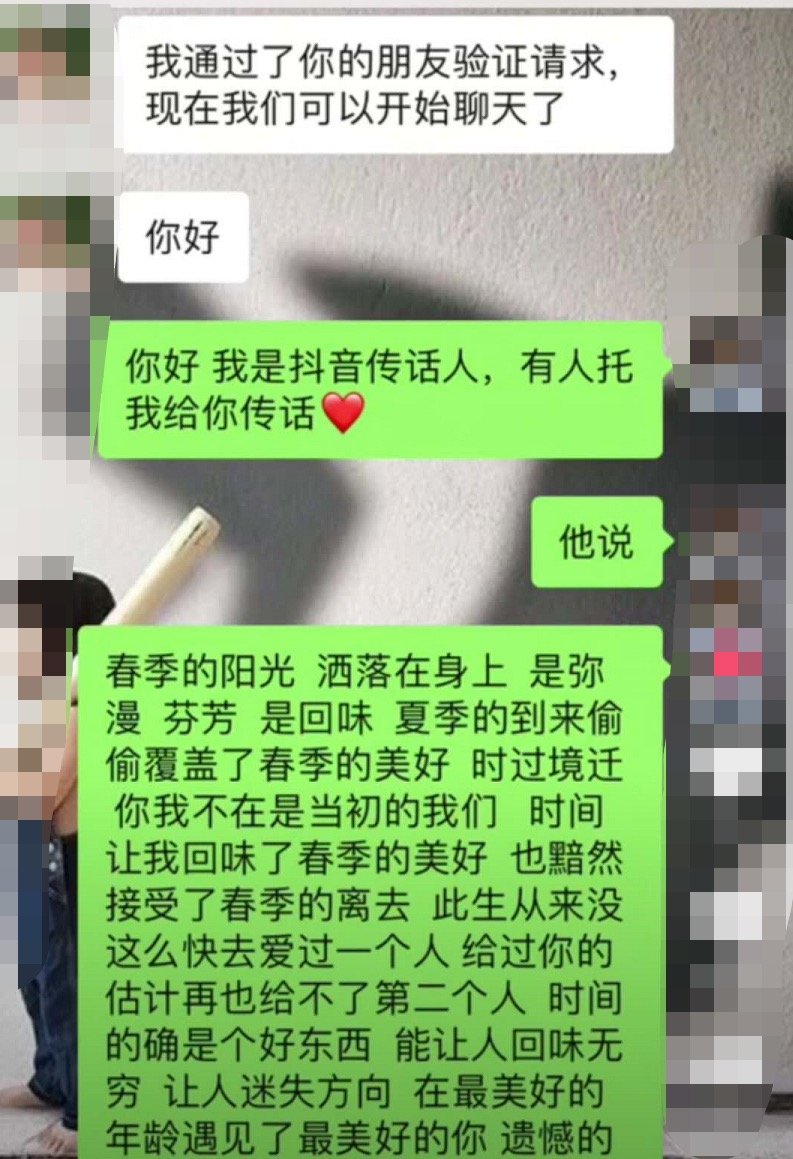 我通过了你的朋友验证请求，
现在我们可以开始聊天了
你好
你好 我是抖音传话人，有人托
我给你传话❤️
他说
春季的阳光 洒落在身上 是弥
漫 芬芳 是回味 夏季的到来偷
偷覆盖了春季的美好 时过境迁
你我不在是当初的我们 时间
让我回味了春季的美好 也黯然
接受了春季的离去 此生从来没
这么快去爱过一个人 给过你的
估计再也给不了第二个人 时间
的确是个好东西 能让人回味无
穷 让人迷失方向 在最美好的
年龄遇见了最美好的你 遗憾的